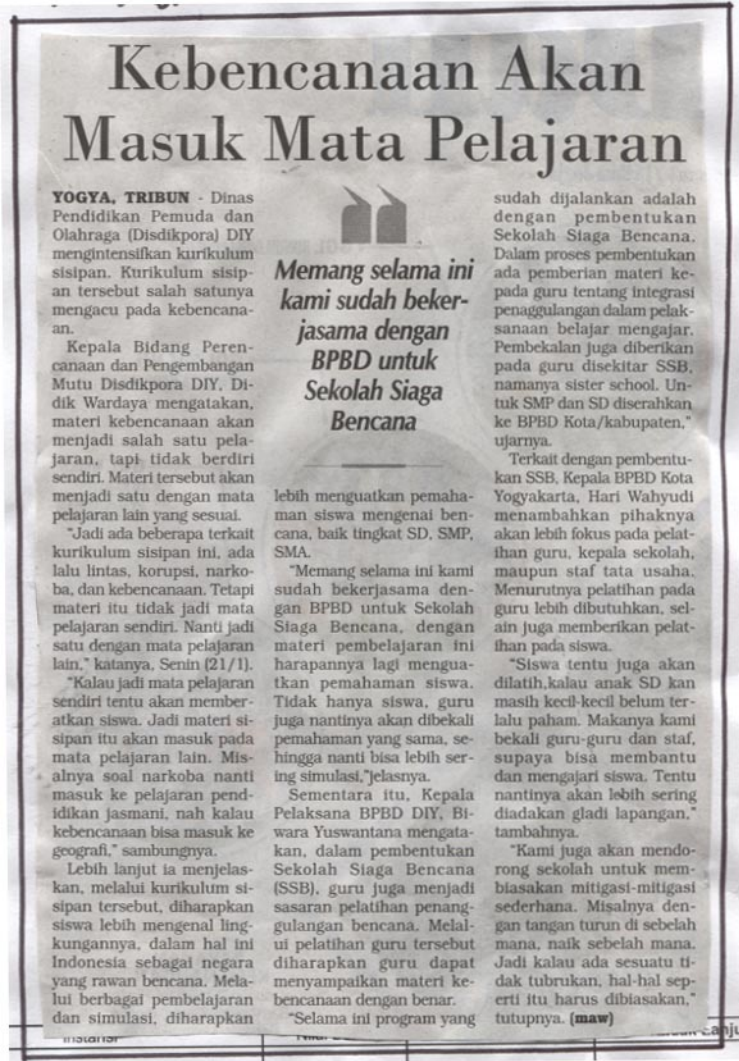 Kebencanaan Akan
Masuk Mata Pelajaran
YOGYA, TRIBUN - Dinas
Pendidikan Pemuda dan
Olahraga (Disdikpora) DIY
mengintensifkan kurikulum
sisipan. Kurikulum sisip-
an tersebut salah satunya
mengacu pada kebencana-
an.
Kepala Bidang Peren-
canaan dan Pengembangan
Mutu Disdikpora DIY, Di-
dik Wardaya mengatakan,
materi kebencanaan akan
menjadi salah satu pela-
jaran, tapi tidak berdiri
sendiri. Materi tersebut akan
menjadi satu dengan mata
pelajaran lain yang sesuai.
"Jadi ada beberapa terkait
kurikulum sisipan ini, ada
lalu lintas, korupsi, narko-
ba, dan kebencanaan. Tetapi
materi itu tidak jadi mata
pelajaran sendiri. Nanti jadi
satu dengan mata pelajaran
lain," katanya, Senin (21/1).
"Kalau jadi mata pelajaran
sendiri tentu akan member-
atkan siswa. Jadi materi si-
sipan itu akan masuk pada
mata pelajaran lain. Mis-
alnya soal narkoba nanti
masuk ke pelajaran pend-
idikan jasmani, nah kalau
kebencanaan bisa masuk ke
geografi," sambungnya.
Lebih lanjut ia menjelas-
kan, melalui kurikulum si-
sipan tersebut, diharapkan
siswa lebih mengenal ling-
kungannya, dalam hal ini
Indonesia sebagai negara
yang rawan bencana. Mela-
lui berbagai pembelajaran
dan simulasi, diharapkan
Memang selama ini
kami sudah beker-
jasama dengan
BPBD untuk
Sekolah Siaga
Bencana
lebih menguatkan pemaha-
man siswa mengenai ben-
cana, baik tingkat SD, SMP,
SMA.
"Memang selama ini kami
sudah bekerjasama den-
gan BPBD untuk Sekolah
Siaga Bencana, dengan
materi pembelajaran ini
harapannya lagi mengua-
tkan pemahaman siswa.
Tidak hanya siswa, guru
juga nantinya akan dibekali
pemahaman yang sama, se-
hingga nanti bisa lebih ser-
ing simulasi,"jelasnya.
Sementara itu, Kepala
Pelaksana BPBD DIY, Bi-
wara Yuswantana mengata-
kan, dalam pembentukan
Sekolah Siaga Bencana
(SSB), guru juga menjadi
sasaran pelatihan penang-
gulangan bencana. Melal-
ui pelatihan guru tersebut
diharapkan guru dapat
menyampaikan materi ke-
bencanaan dengan benar.
"Selama ini program yang
sudah dijalankan adalah
dengan pembentukan
Sekolah Siaga Bencana.
Dalam proses pembentukan
ada pemberian materi ke-
pada guru tentang integrasi
penaggulangan dalam pelak-
sanaan belajar mengajar.
Pembekalan juga diberikan
pada guru disekitar SSB,
namanya sister school. Un-
tuk SMP dan SD diserahkan
ke BPBD Kota/kabupaten,"
ujarnya.
Terkait dengan pembentu-
kan SSB, Kepala BPBD Kota
Yogyakarta, Hari Wahyudi
menambahkan pihaknya
akan lebih fokus pada pelat-
ihan guru, kepala sekolah,
maupun staf tata usaha.
Menurutnya pelatihan pada
guru lebih dibutuhkan, sel-
ain juga memberikan pelat-
ihan pada siswa.
"Siswa tentu juga akan
dilatih,kalau anak SD kan
masih kecil-kecil belum ter-
lalu paham. Makanya kami
bekali guru-guru dan staf,
supaya bisa membantu
dan mengajari siswa. Tentu
nantinya akan lebih sering
diadakan gladi lapangan,"
tambahnya.
"Kami juga akan mendo-
rong sekolah untuk mem-
biasakan mitigasi-mitigasi
sederhana. Misalnya den-
gan tangan turun di sebelah
mana, naik sebelah mana.
Jadi kalau ada sesuatu ti-
dak tubrukan, hal-hal sep-
erti itu harus dibiasakan,"
tutupnya. (maw)